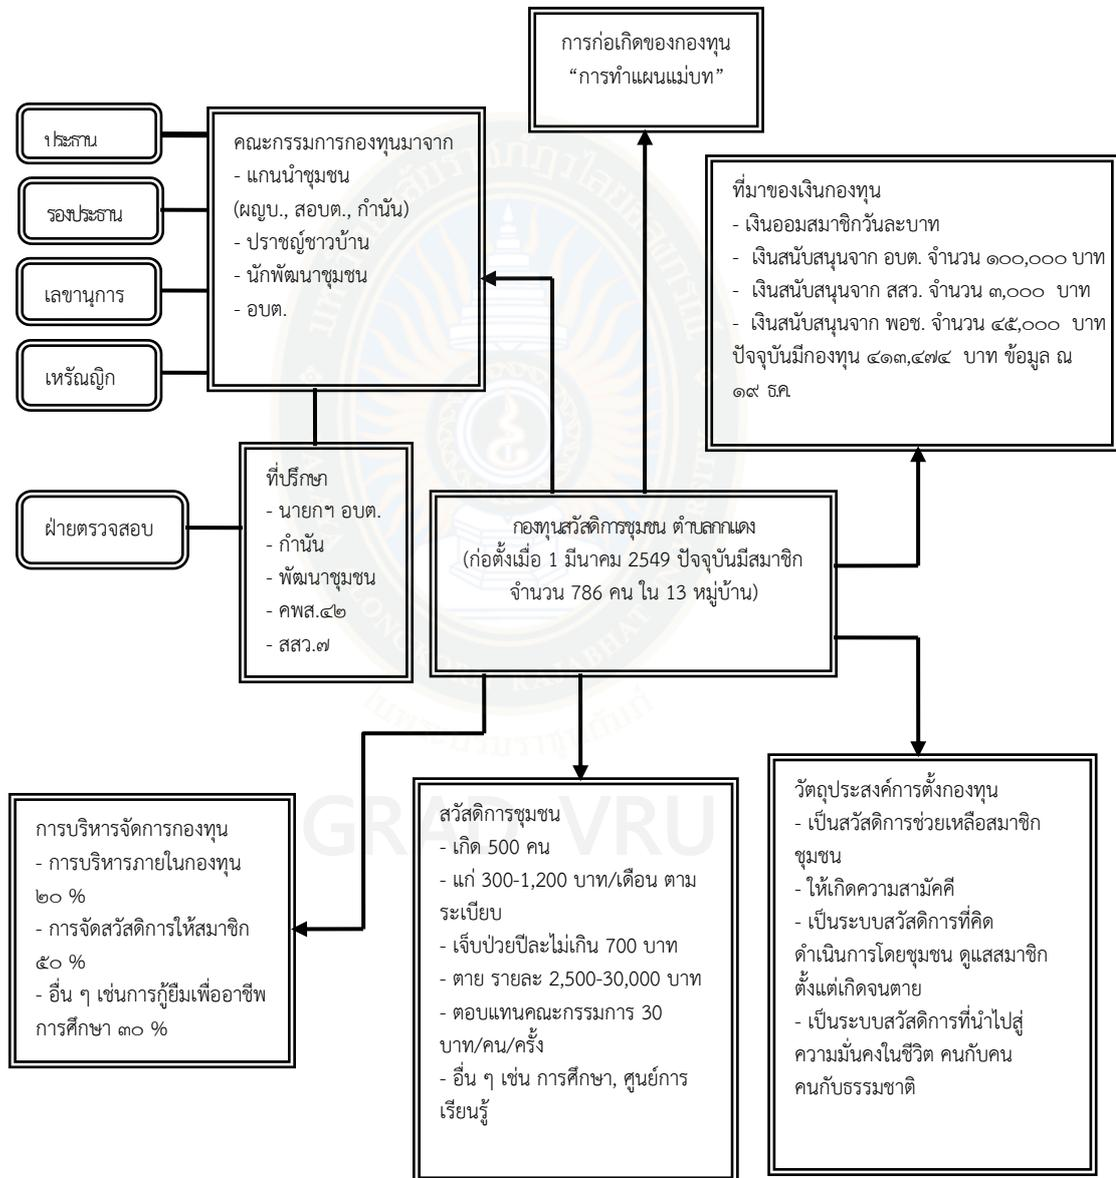 การก่อเกิดของกองทุน
“การทำแผนแม่บท”
ประธาน
รองประธาน
เลขานุการ
เหรัญญิก
คณะกรรมการกองทุนมาจาก
- แกนนำชุมชน
(ผญบ., สอบต., กำนัน)
- ปราชญ์ชาวบ้าน
- นักพัฒนาชุมชน
- อบต.
ที่มาของเงินกองทุน
- เงินออมสมาชิกวันละบาท
- เงินสนับสนุนจาก อบต. จำนวน ๑๐๐,๐๐๐ บาท
- เงินสนับสนุนจาก สสว. จำนวน ๓,๐๐๐ บาท
- เงินสนับสนุนจาก พอช. จำนวน ๔๕,๐๐๐ บาท
ปัจจุบันมีกองทุน ๔๑๓,๔๗๔ บาท ข้อมูล ณ
๑๙ ธ.ค.
ฝ่ายตรวจสอบ
ที่ปรึกษา
- นายกฯ อบต.
- กำนัน
- พัฒนาชุมชน
- คพส.๔๒
- สสว.๗
กองทุนสวัสดิการชุมชน ตำบลกกแดง
(ก่อตั้งเมื่อ 1 มีนาคม 2549 ปัจจุบันมีสมาชิก
จำนวน 786 คน ใน 13 หมู่บ้าน)
การบริหารจัดการกองทุน
- การบริหารภายในกองทุน
๒๐ %
- การจัดสวัสดิการให้สมาชิก
๕๐ %
- อื่น ๆ เช่นการกู้ยืมเพื่ออาชีพ
การศึกษา ๓๐ %
สวัสดิการชุมชน
- เกิด 500 คน
- แก่ 300-1,200 บาท/เดือน ตาม
ระเบียบ
- เจ็บป่วยปีละไม่เกิน 700 บาท
- ตาย รายละ 2,500-30,000 บาท
- ตอบแทนคณะกรรมการ 30
บาท/คน/ครั้ง
- อื่น ๆ เช่น การศึกษา, ศูนย์การ
เรียนรู้
วัตถุประสงค์การตั้งกองทุน
- เป็นสวัสดิการช่วยเหลือสมาชิก
ชุมชน
- ให้เกิดความสามัคคี
- เป็นระบบสวัสดิการที่คิด
ดำเนินการโดยชุมชน ดูแสสมาชิก
ตั้งแต่เกิดจนตาย
- เป็นระบบสวัสดิการที่นำไปสู่
ความมั่นคงในชีวิต คนกับคน
คนกับธรรมชาติ
GRAD VRU